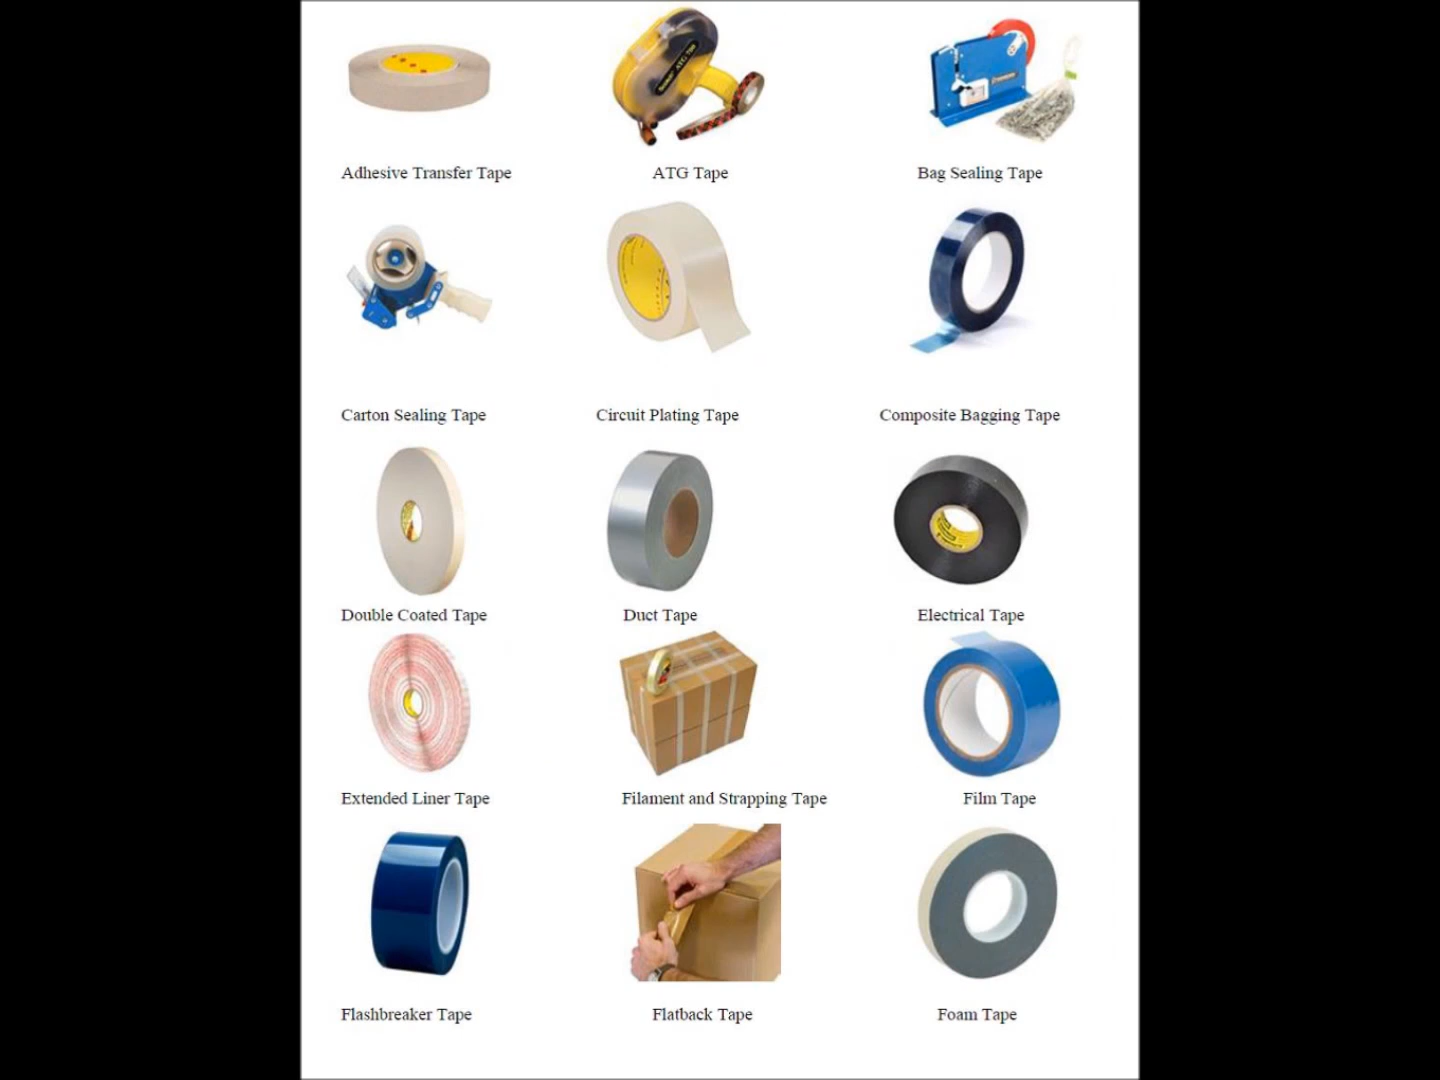 Adhesive Transfer Tape
ATG Tape
Bag Sealing Tape
Carton Sealing Tape
Circuit Plating Tape
Composite Bagging Tape
Double Coated Tape
Duct Tape
Electrical Tape
Extended Liner Tape
Filament and Strapping Tape
Film Tape
Flashbreaker Tape
Flatback Tape
Foam Tape